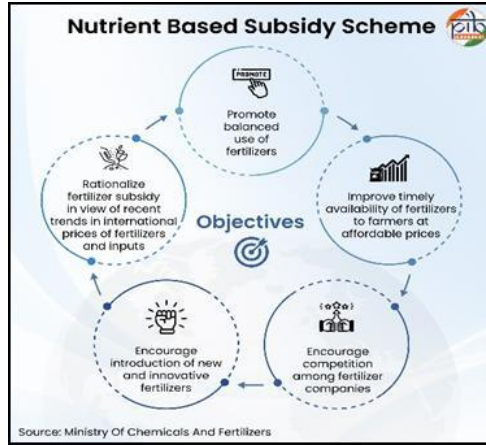 Nutrient Based Subsidy Scheme
pib
PROMOTE
Promote
balanced
use of
fertilizers
Improve timely
availability of fertilizers
to farmers at
affordable prices
Encourage
competition
among fertilizer
companies
Encourage
introduction of new
and innovative
fertilizers
Rationalize
fertilizer subsidy
in view of recent
trends in international
prices of fertilizers
and inputs
Objectives
Source: Ministry Of Chemicals And Fertilizers